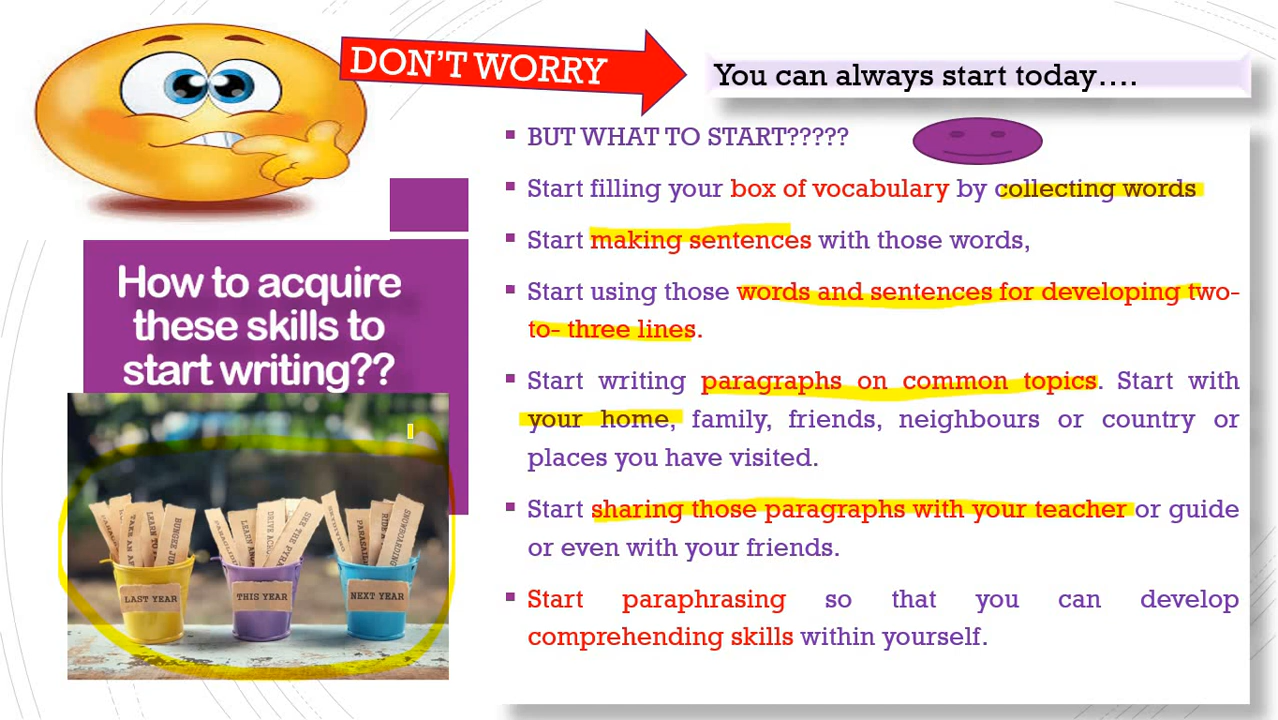 DON'T WORRY
You can always start today....
BUT WHAT TO START?????
Start filling your box of vocabulary by collecting words
Start making sentences with those words,
Start using those words and sentences for developing two-
to- three lines.
Start writing paragraphs on common topics. Start with
your home, family, friends, neighbours or country or
places you have visited.
Start sharing those paragraphs with your teacher or guide
or even with your friends.
Start paraphrasing so that you can develop
comprehending skills within yourself.
How to acquire
these skills to
start writing??
LAST YEAR
THIS YEAR
NEXT YEAR
SNOWBOARDING